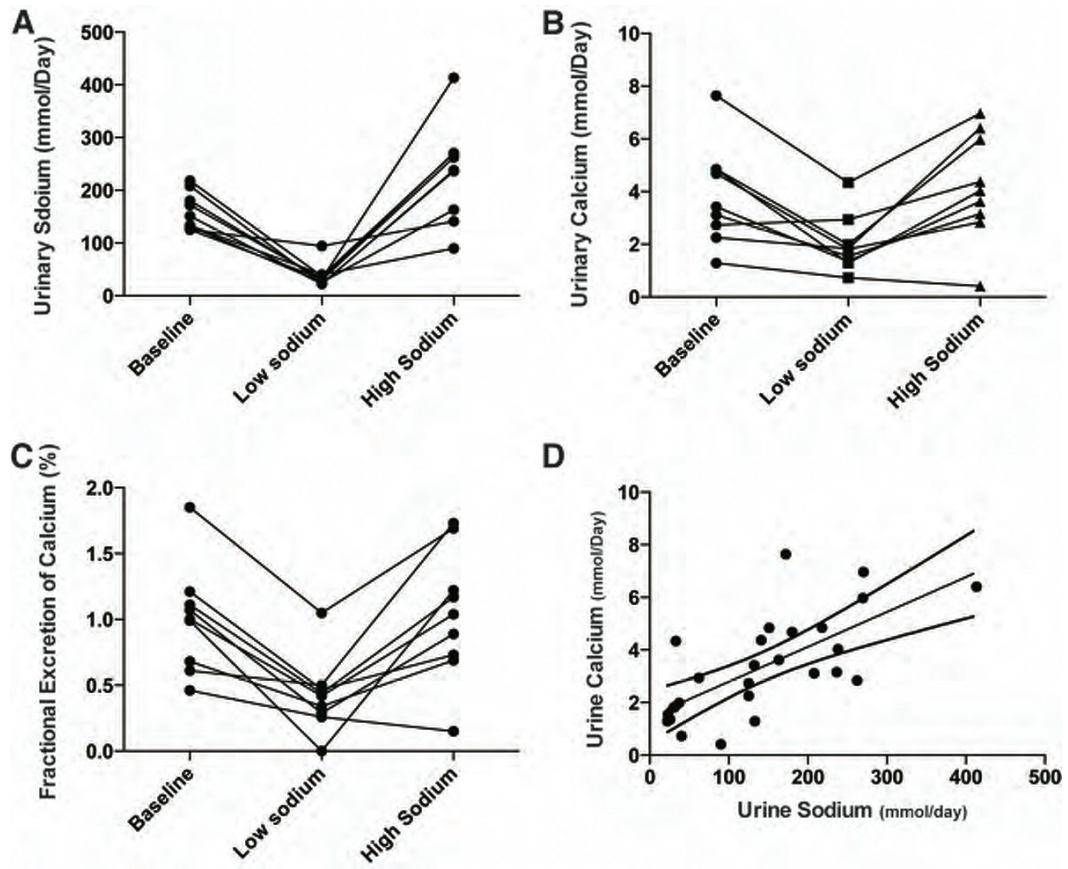 A
Urinary Sdoium (mmol/Day)
500
400
300
200
100
0
Baseline
Low sodium
High Sodium
B
Urinary Calcium (mmol/Day)
10
8
6
4
2
0
Baseline
Low sodium
High Sodium
C
Fractional Excretion of Calcium (%)
2.0
1.5
1.0
0.5
0.0
Baseline
Low sodium
High Sodium
D
Urine Calcium (mmol/Day)
10
8
6
4
2
0
0 100 200 300 400 500
Urine Sodium (mmol/day)